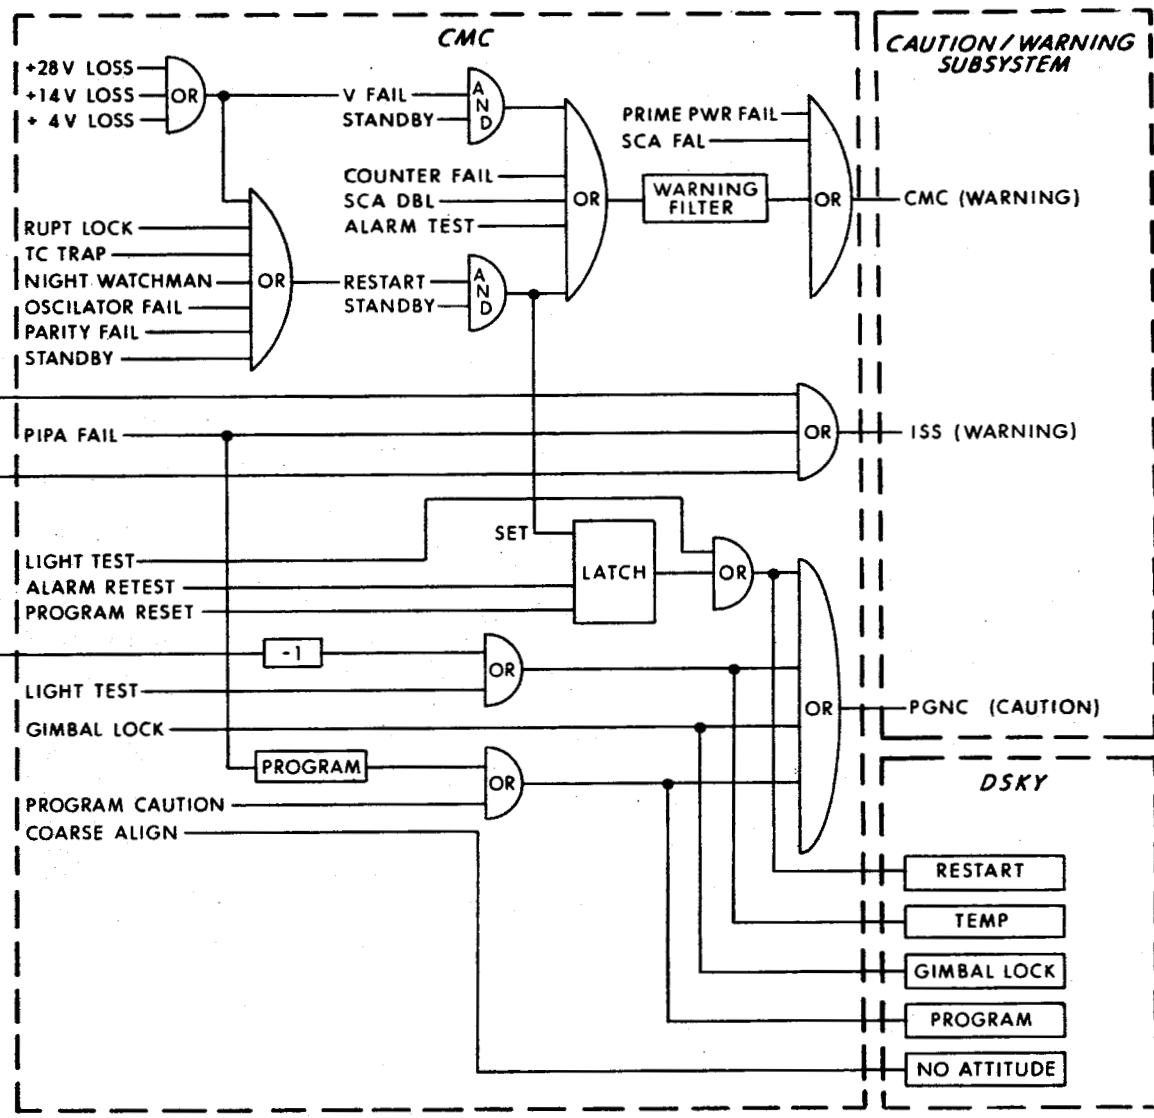 CMC
CAUTION/WARNING
SUBSYSTEM
+28V LOSS
+14V LOSS
+ 4V LOSS
OR
V FAIL
STANDBY
AND
PRIME PWR FAIL
SCA FAL
COUNTER FAIL
SCA DBL
ALARM TEST
OR
WARNING
FILTER
OR
CMC (WARNING)
RUPT LOCK
TC TRAP
NIGHT WATCHMAN
OSCILATOR FAIL
PARITY FAIL
STANDBY
OR
RESTART
STANDBY
AND
PIPA FAIL
OR
ISS (WARNING)
SET
LATCH
LIGHT TEST
ALARM RETEST
PROGRAM RESET
OR
-1
OR
LIGHT TEST
GIMBAL LOCK
OR
PGNC (CAUTION)
PROGRAM
OR
PROGRAM CAUTION
COARSE ALIGN
DSKY
RESTART
TEMP
GIMBAL LOCK
PROGRAM
NO ATTITUDE